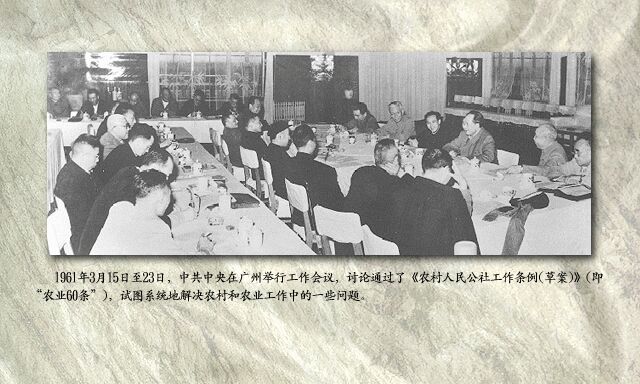 1961年3月15日至23日，中共中央在广州举行工作会议，讨论通过了《农村人民公社工作条例(草案)》(即
“农业60条”)，试图系统地解决农村和农业工作中的一些问题。